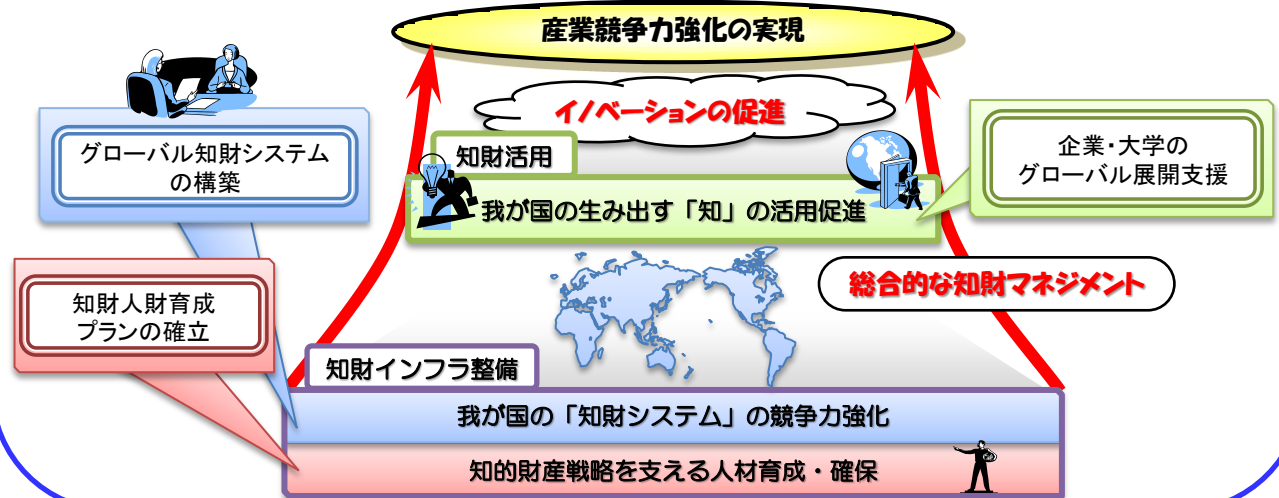 産業競争力強化の実現
イノベーションの促進
グローバル知財システム
の構築
知財活用
企業・大学の
グローバル展開支援
我が国の生み出す「知」の活用促進
総合的な知財マネジメント
知財人財育成
プランの確立
知財インフラ整備
我が国の「知財システム」の競争力強化
知的財産戦略を支える人材育成・確保